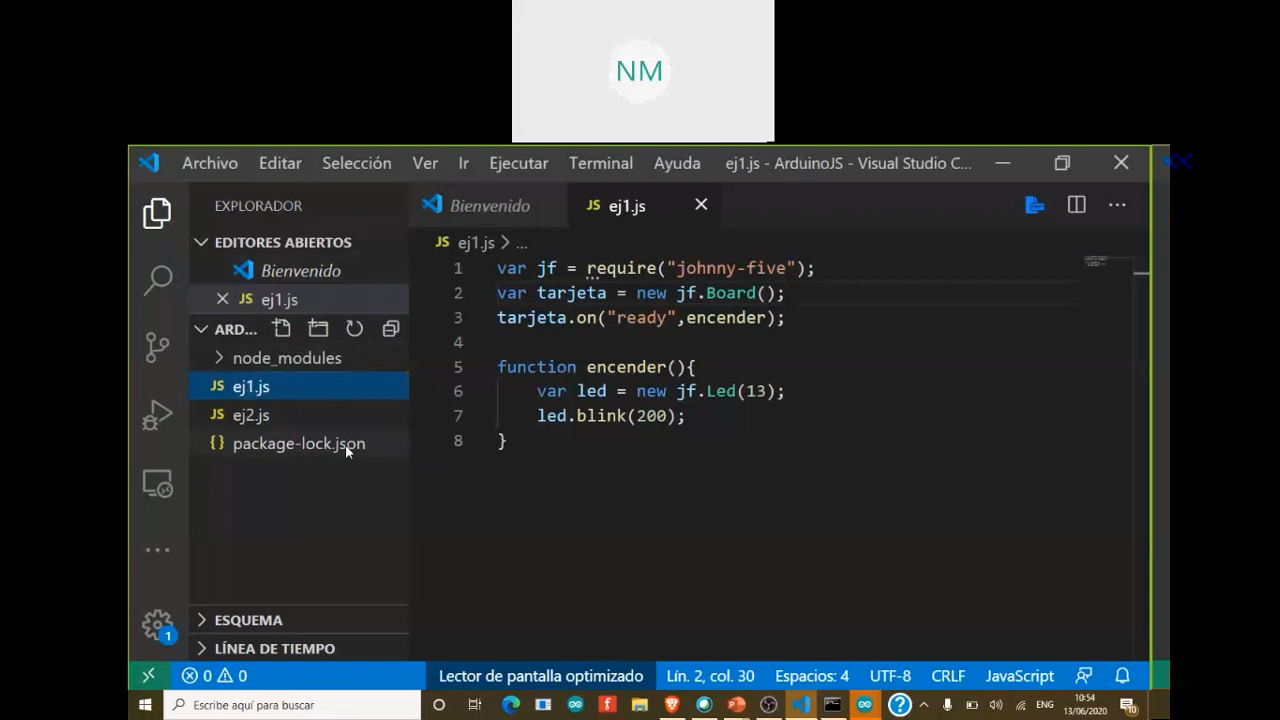 NM
Archivo Editar Selección Ver Ir Ejecutar Terminal Ayuda ej1.js - ArduinoJS - Visual Studio C...
EXPLORADOR
Bienvenido
JS ej1.js
EDITORES ABIERTOS
Bienvenido
JS ej1.js
ARD...
node_modules
JS ej1.js
JS ej2.js
{} package-lock.json
ESQUEMA
LÍNEA DE TIEMPO
JS ej1.js > ...
1 var jf = require("johnny-five");
2 var tarjeta = new jf.Board();
3 tarjeta.on("ready",encender);
4
5 function encender(){
6 var led = new jf.Led(13);
7 led.blink(200);
8 }
1
0 0 Lector de pantalla optimizado Lín. 2, col. 30 Espacios: 4 UTF-8 CRLF JavaScript
Escribe aquí para buscar
ENG
10:54
13/06/2020
10